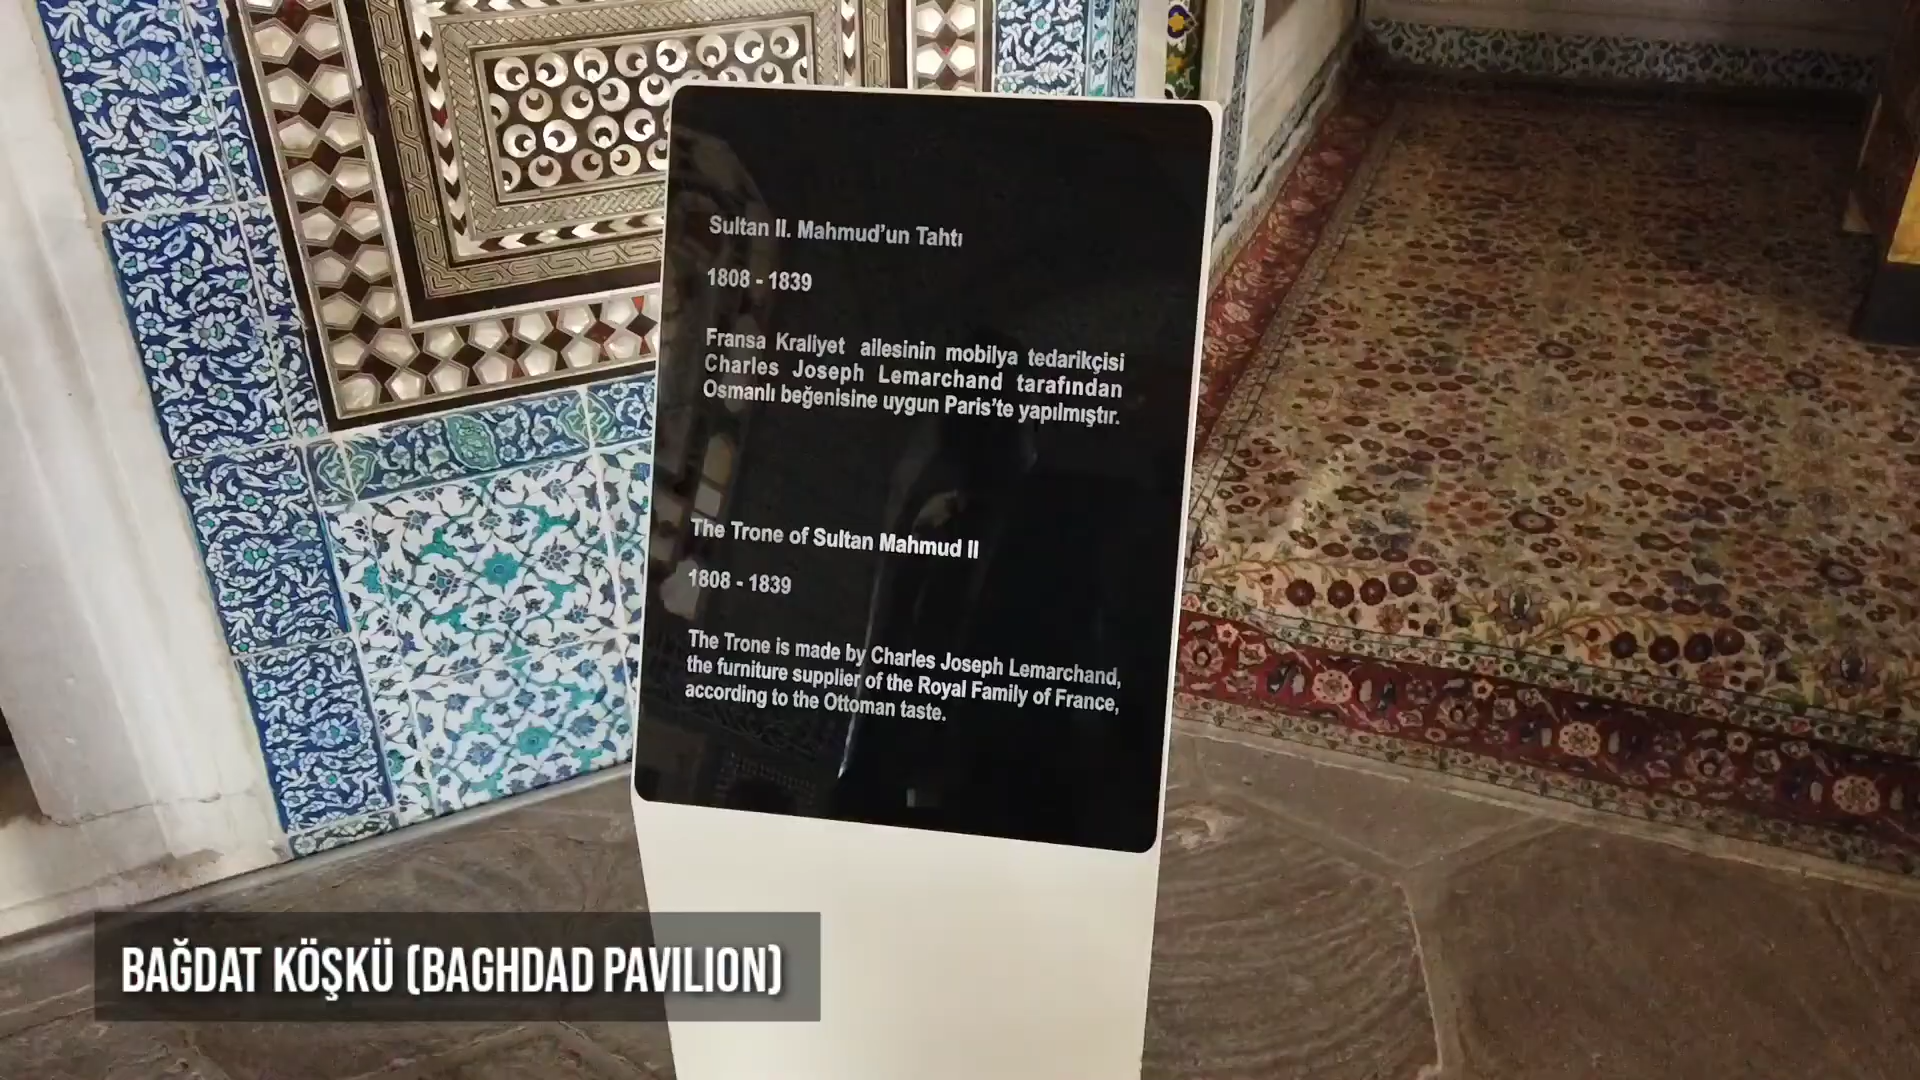 Sultan II. Mahmud'un Tahtı
1808 - 1839
Fransa Kraliyet ailesinin mobilya tedarikçisi
Charles Joseph Lemarchand tarafından
Osmanlı beğenisine uygun Paris'te yapılmıştır.
The Trone of Sultan Mahmud II
1808 - 1839
The Trone is made by Charles Joseph Lemarchand,
the furniture supplier of the Royal Family of France,
according to the Ottoman taste.
BAĞDAT KÖŞKÜ (BAGHDAD PAVILION)